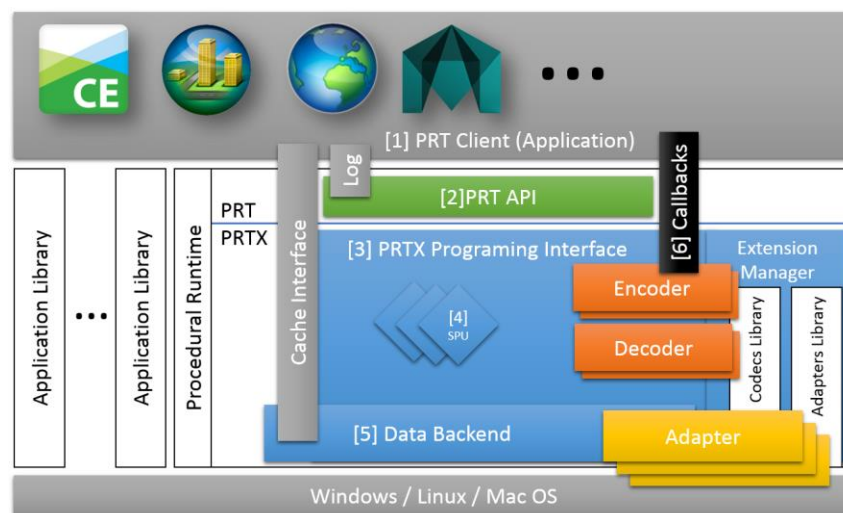 CE
...
[1] PRT Client (Application)
Application Library
...
Application Library
Procedural Runtime
PRT
PRTX
Cache Interface
Log
[2]PRT API
[6] Callbacks
[3] PRTX Programing Interface
Extension
Manager
[4]
SPU
Encoder
Decoder
Codecs Library
Adapters Library
[5] Data Backend
Adapter
Windows / Linux / Mac OS